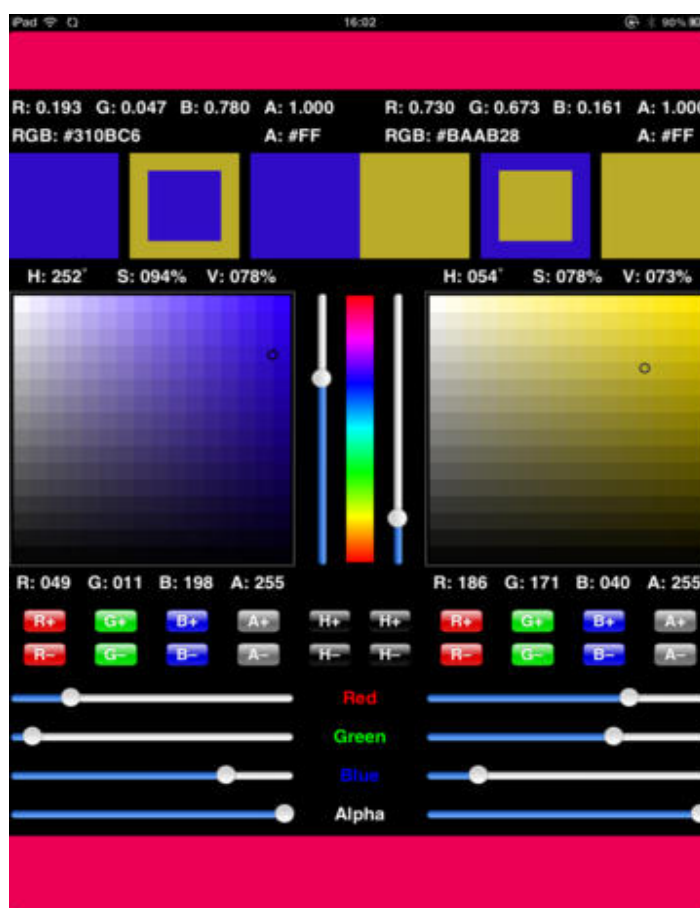 iPad 16:02 90%
R: 0.193 G: 0.047 B: 0.780 A: 1.000 R: 0.730 G: 0.673 B: 0.161 A: 1.000
RGB: #310BC6 A: #FF RGB: #BAAB28 A: #FF
H: 252° S: 094% V: 078% H: 054° S: 078% V: 073%
R: 049 G: 011 B: 198 A: 255 R: 186 G: 171 B: 040 A: 255
R+ G+ B+ A+ H+ H+ R+ G+ B+ A+
R− G− B− A− H− H− R− G− B− A−
Red
Green
Blue
Alpha